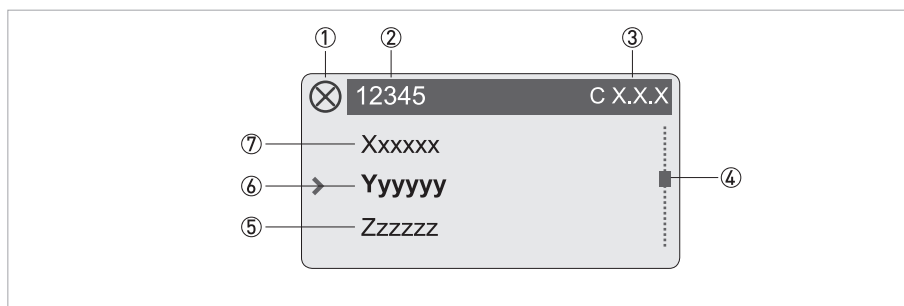 ① ② ③
12345 C X.X.X
⑦ Xxxxxx
⑥ Yyyyyy ④
⑤ Zzzzzz